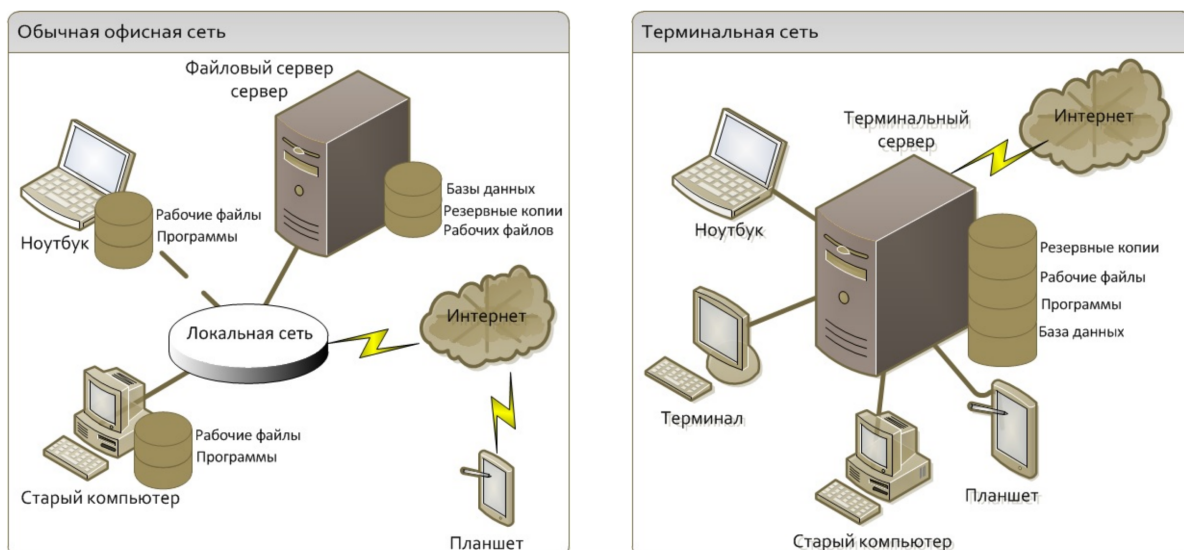 Обычная офисная сеть
Файловый сервер
сервер
Базы данных
Резервные копии
Рабочих файлов
Рабочие файлы
Программы
Ноутбук
Локальная сеть
Интернет
Рабочие файлы
Программы
Старый компьютер
Планшет
Терминальная сеть
Интернет
Терминальный
сервер
Ноутбук
Резервные копии
Рабочие файлы
Программы
База данных
Терминал
Планшет
Старый компьютер